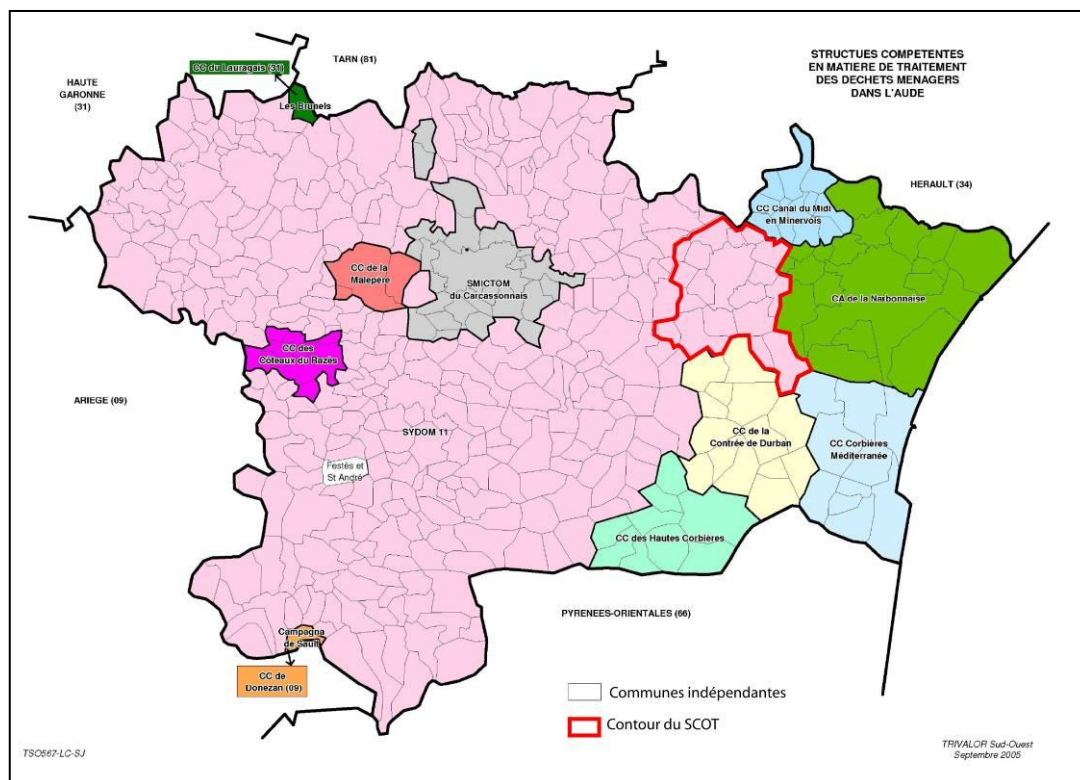 STRUCTUES COMPETENTES
EN MATIERE DE TRAITEMENT
DES DECHETS MENAGERS
DANS L'AUDE
TARN (81)
CC du Lauragais (31)
HAUTE
GARONNE
(31)
Les Brunels
HERAULT (34)
CC Canal du Midi
en Minervois
CC de la
Malepere
SMICTOM
du Carcassonnais
CA de la Narbonnaise
CC des
Côteaux du Razès
ARIEGE (09)
SYDOM 11
CC de la
Contrée de Durban
CC Corbières
Méditerranée
Festes et
St André
CC des Hautes Corbières
PYRENEES-ORIENTALES (66)
Campagna
de Sault
CC de
Donezan (09)
Communes indépendantes
Contour du SCOT
TSO567-LC-SJ
TRIVALOR Sud-Ouest
Septembre 2005